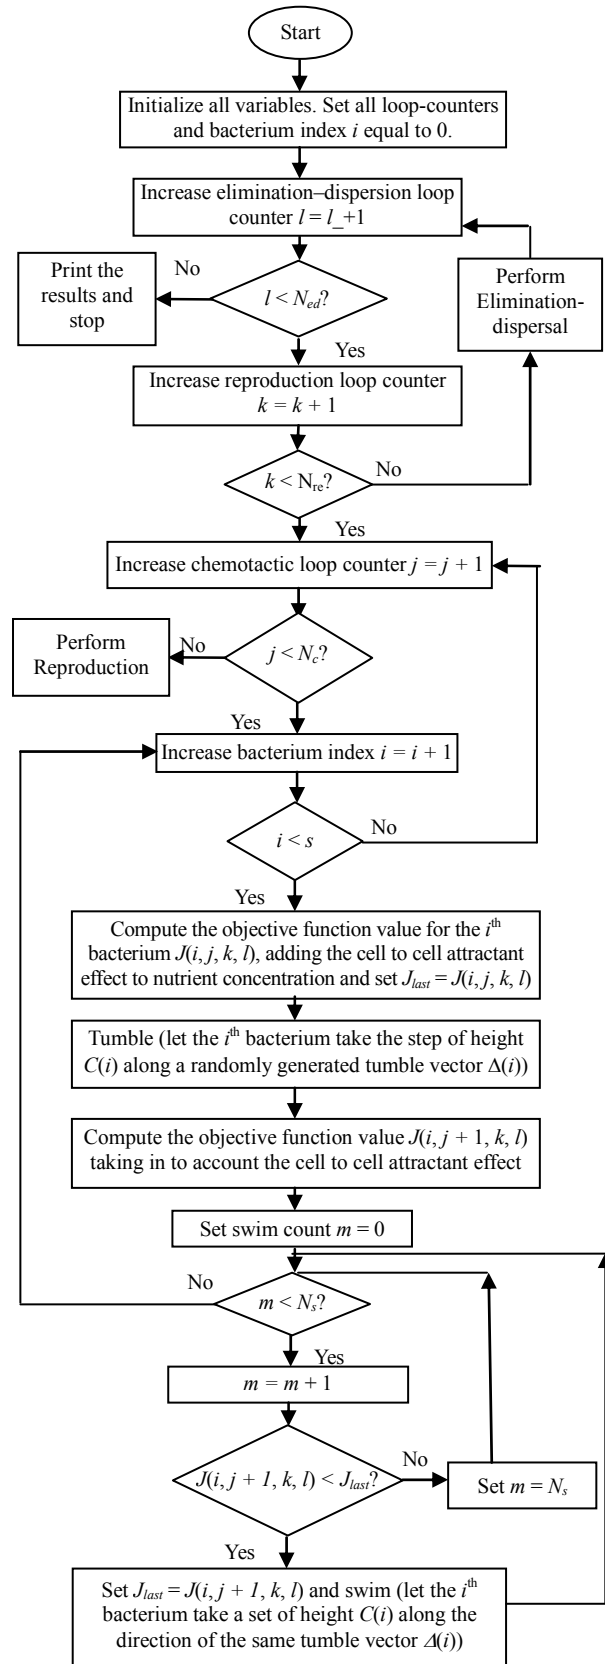 Start
Initialize all variables. Set all loop-counters
and bacterium index i equal to 0.
Increase elimination–dispersion loop
counter l = l_+1
No
Print the
results and
stop
l < Ned?
Perform
Elimination-
dispersal
Yes
Increase reproduction loop counter
k = k + 1
k < Nre?
No
Yes
Increase chemotactic loop counter j = j + 1
Perform
Reproduction
No
j < Nc?
Yes
Increase bacterium index i = i + 1
i < s
No
Yes
Compute the objective function value for the ith
bacterium J(i, j, k, l), adding the cell to cell attractant
effect to nutrient concentration and set Jlast = J(i, j, k, l)
Tumble (let the ith bacterium take the step of height
C(i) along a randomly generated tumble vector Δ(i))
Compute the objective function value J(i, j + 1, k, l)
taking in to account the cell to cell attractant effect
Set swim count m = 0
No
m < Ns?
Yes
m = m + 1
J(i, j + 1, k, l) < Jlast?
No
Set m = Ns
Yes
Set Jlast = J(i, j + 1, k, l) and swim (let the ith
bacterium take a set of height C(i) along the
direction of the same tumble vector Δ(i))